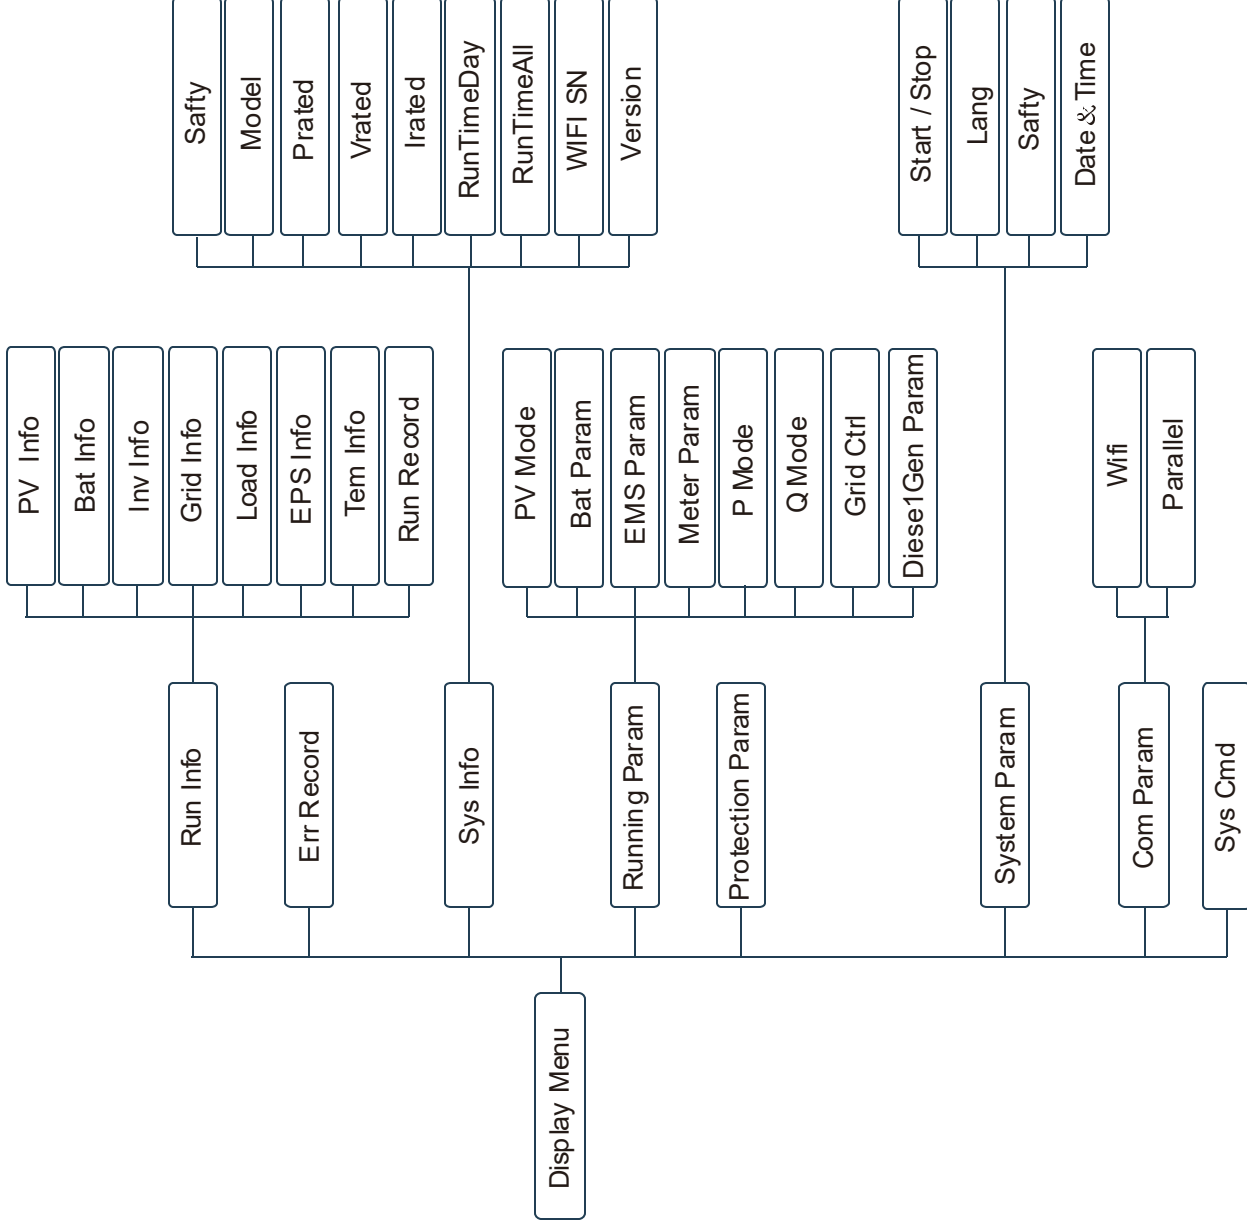 Safty
Model
Prated
Vrated
Irated
RunTimeDay
RunTimeAll
WIFI SN
Version
Start / Stop
Lang
Safty
Date & Time
PV Info
Bat Info
Inv Info
Grid Info
Load Info
EPS Info
Tem Info
Run Record
PV Mode
Bat Param
EMS Param
Meter Param
P Mode
Q Mode
Grid Ctrl
Diese1Gen Param
Wifi
Parallel
Run Info
Err Record
Sys Info
Running Param
Protection Param
System Param
Com Param
Sys Cmd
Display Menu